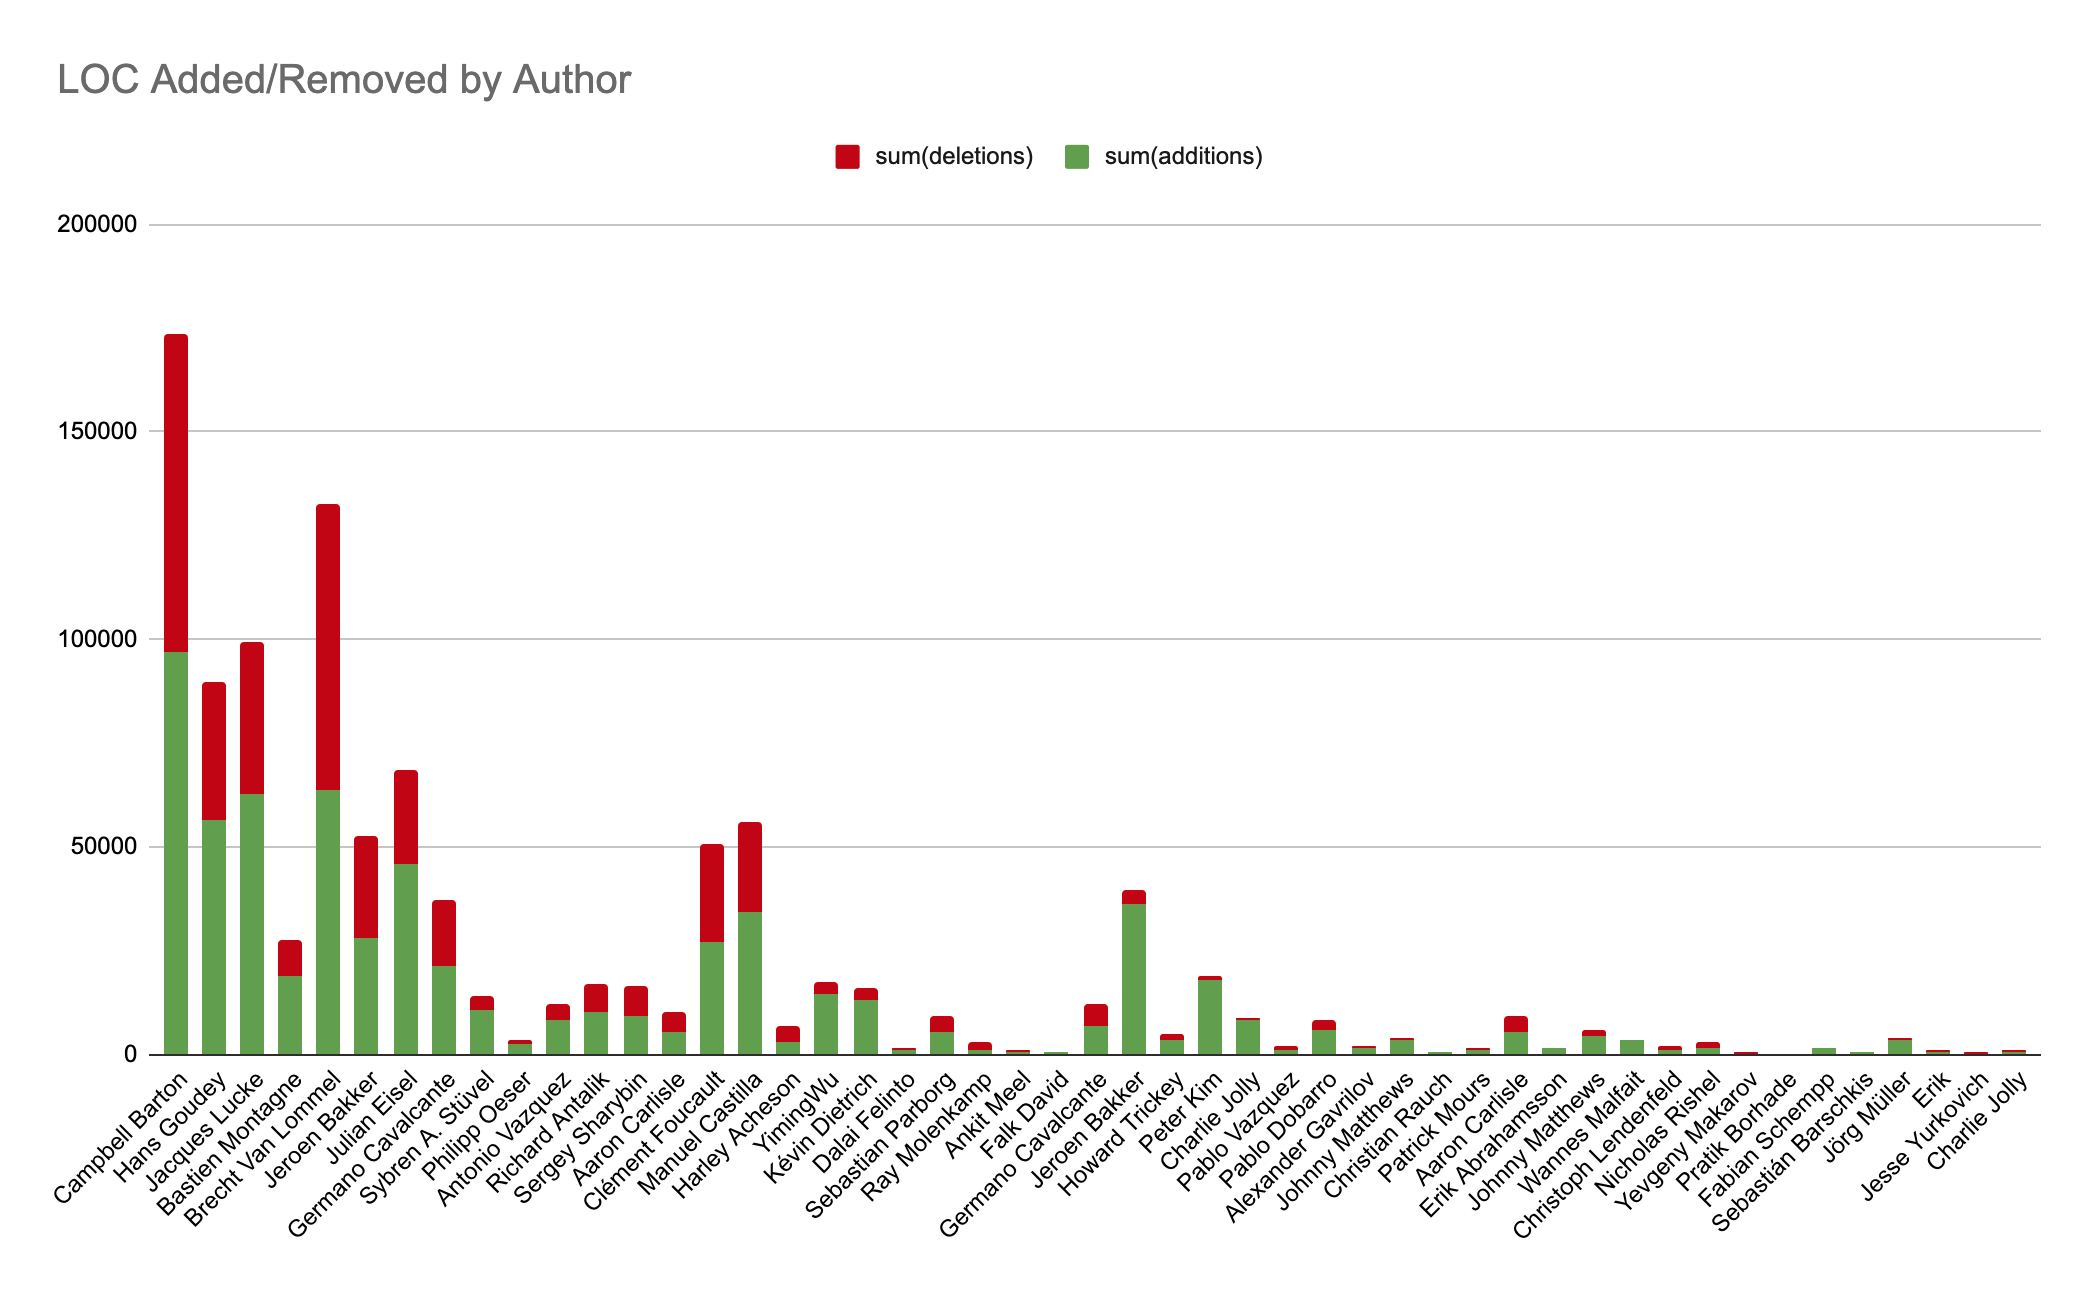 LOC Added/Removed by Author
sum(deletions)
sum(additions)
200000
150000
100000
50000
0
Campbell Barton
Hans Goudey
Jacques Lucke
Bastien Montagne
Brecht Van Lommel
Jeroen Bakker
Julian Eisel
Germano Cavalcante
Sybren A. Stüvel
Philipp Oeser
Antonio Vazquez
Richard Antalik
Sergey Sharybin
Aaron Carlisle
Clément Foucault
Manuel Castilla
Harley Acheson
YimingWu
Kévin Dietrich
Dalai Felinto
Sebastian Parborg
Ray Molenkamp
Ankit Meel
Falk David
Germano Cavalcante
Jeroen Bakker
Howard Trickey
Peter Kim
Charlie Jolly
Pablo Vazquez
Pablo Dobarro
Alexander Gavrilov
Johnny Matthews
Christian Rauch
Patrick Mours
Aaron Carlisle
Erik Abrahamsson
Johnny Matthews
Wannes Malfait
Christoph Lendenfeld
Nicholas Rishel
Yevgeny Makarov
Pratik Borhade
Fabian Schempp
Sebastián Barschkis
Jörg Müller
Erik
Jesse Yurkovich
Charlie Jolly